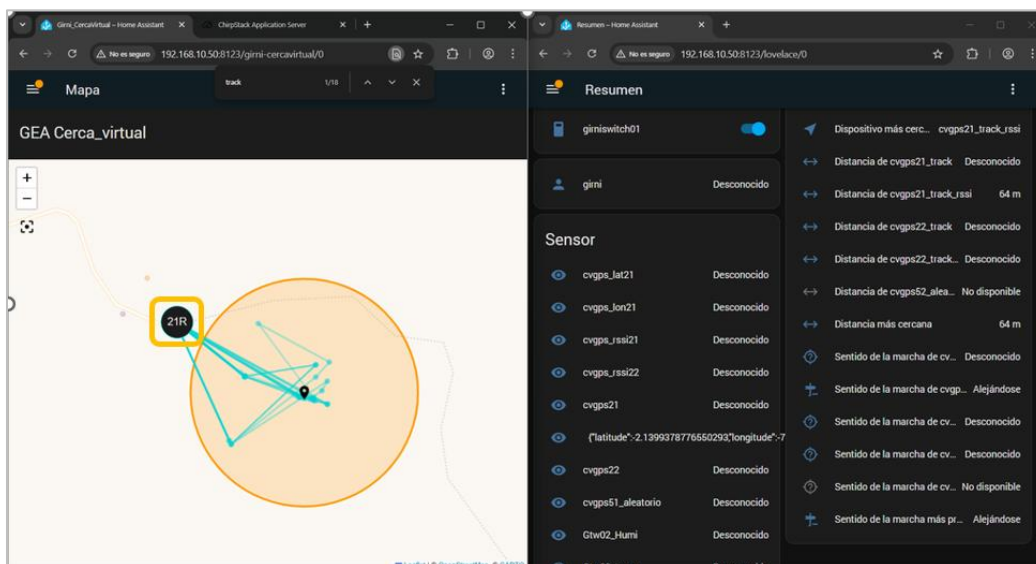 Girni_CercaVirtual – Home Assistant
ChirpStack Application Server
No es seguro
192.168.10.50:8123/girni-cercavirtual/0
track
1/18
Mapa
GEA Cerca_virtual
+
−
21R
Resumen – Home Assistant
No es seguro
192.168.10.50:8123/lovelace/0
Resumen
girniswitch01
girni Desconocido
Sensor
cvgps_lat21 Desconocido
cvgps_lon21 Desconocido
cvgps_rssi21 Desconocido
cvgps_rssi22 Desconocido
cvgps21 Desconocido
{"latitude":-2.1399378776550293,"longitude":-7
cvgps22 Desconocido
cvgps51_aleatorio Desconocido
Gtw02_Humi Desconocido
Dispositivo más cerc... cvgps21_track_rssi
Distancia de cvgps21_track Desconocido
Distancia de cvgps21_track_rssi 64 m
Distancia de cvgps22_track Desconocido
Distancia de cvgps22_track... Desconocido
Distancia de cvgps52_alea... No disponible
Distancia más cercana 64 m
Sentido de la marcha de cv... Desconocido
Sentido de la marcha de cvgp... Alejándose
Sentido de la marcha de cv... Desconocido
Sentido de la marcha de cv... Desconocido
Sentido de la marcha de cv... No disponible
Sentido de la marcha más pr... Alejándose